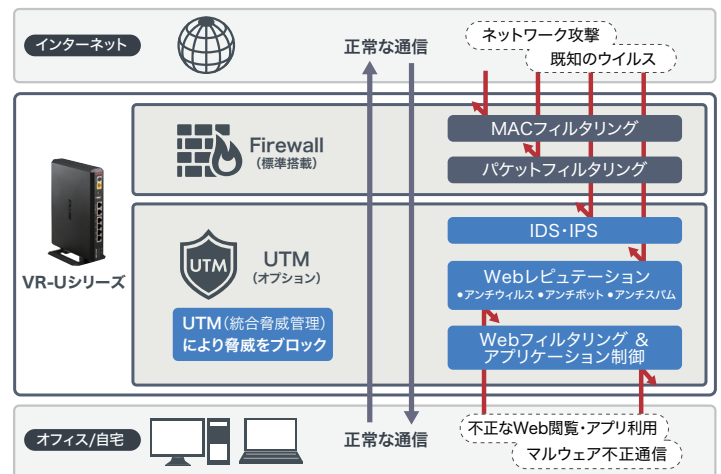 インターネット
正常な通信
ネットワーク攻撃
既知のウイルス
Firewall
(標準搭載)
MACフィルタリング
パケットフィルタリング
VR-Uシリーズ
UTM
UTM
(オプション)
UTM(統合脅威管理)
により脅威をブロック
IDS・IPS
Webレピュテーション
●アンチウィルス ●アンチボット ●アンチスパム
Webフィルタリング &
アプリケーション制御
オフィス/自宅
正常な通信
不正なWeb閲覧・アプリ利用
マルウェア不正通信